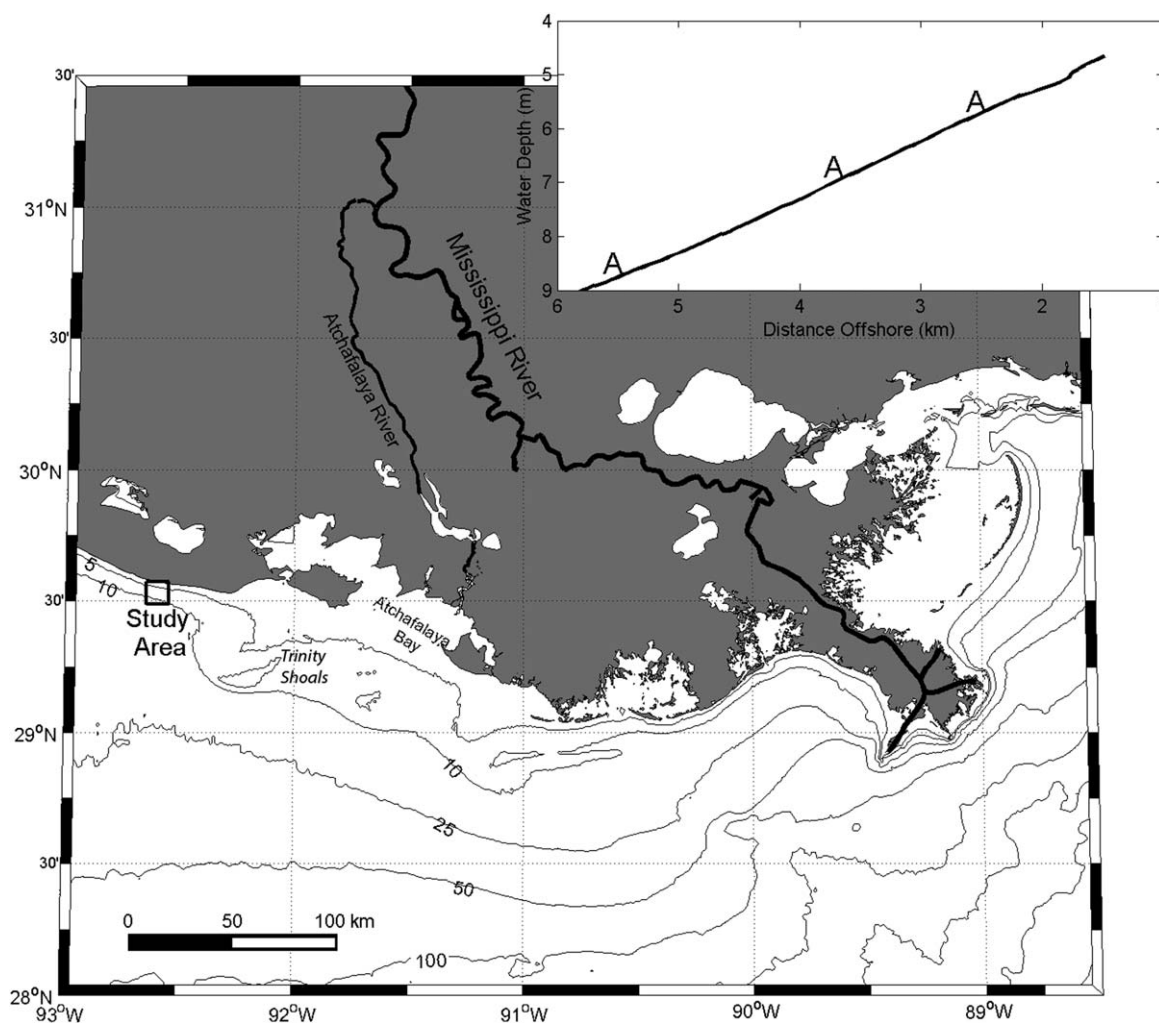 4
5
6
7
8
9
Water Depth (m)
A
A
A
6
5
4
3
2
Distance Offshore (km)
30'
31°N
30'
30°N
30'
29°N
30'
28°N
Mississippi River
Atchafalaya River
Atchafalaya
Bay
5
10
Study
Area
Trinity
Shoals
10
25
50
100
0
50
100 km
93°W
92°W
91°W
90°W
89°W